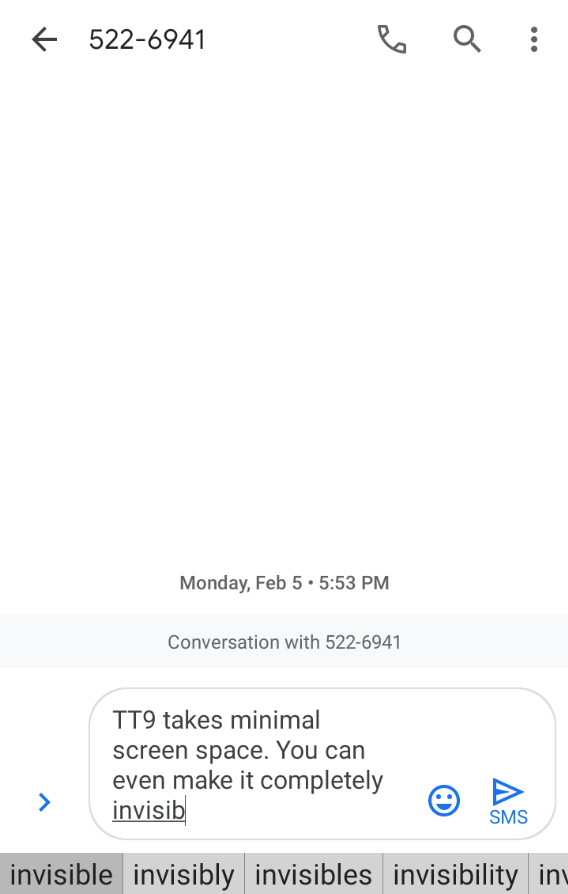 522-6941
Monday, Feb 5 • 5:53 PM
Conversation with 522-6941
TT9 takes minimal
screen space. You can
even make it completely
invisib
SMS
invisible invisibly invisibles invisibility inv